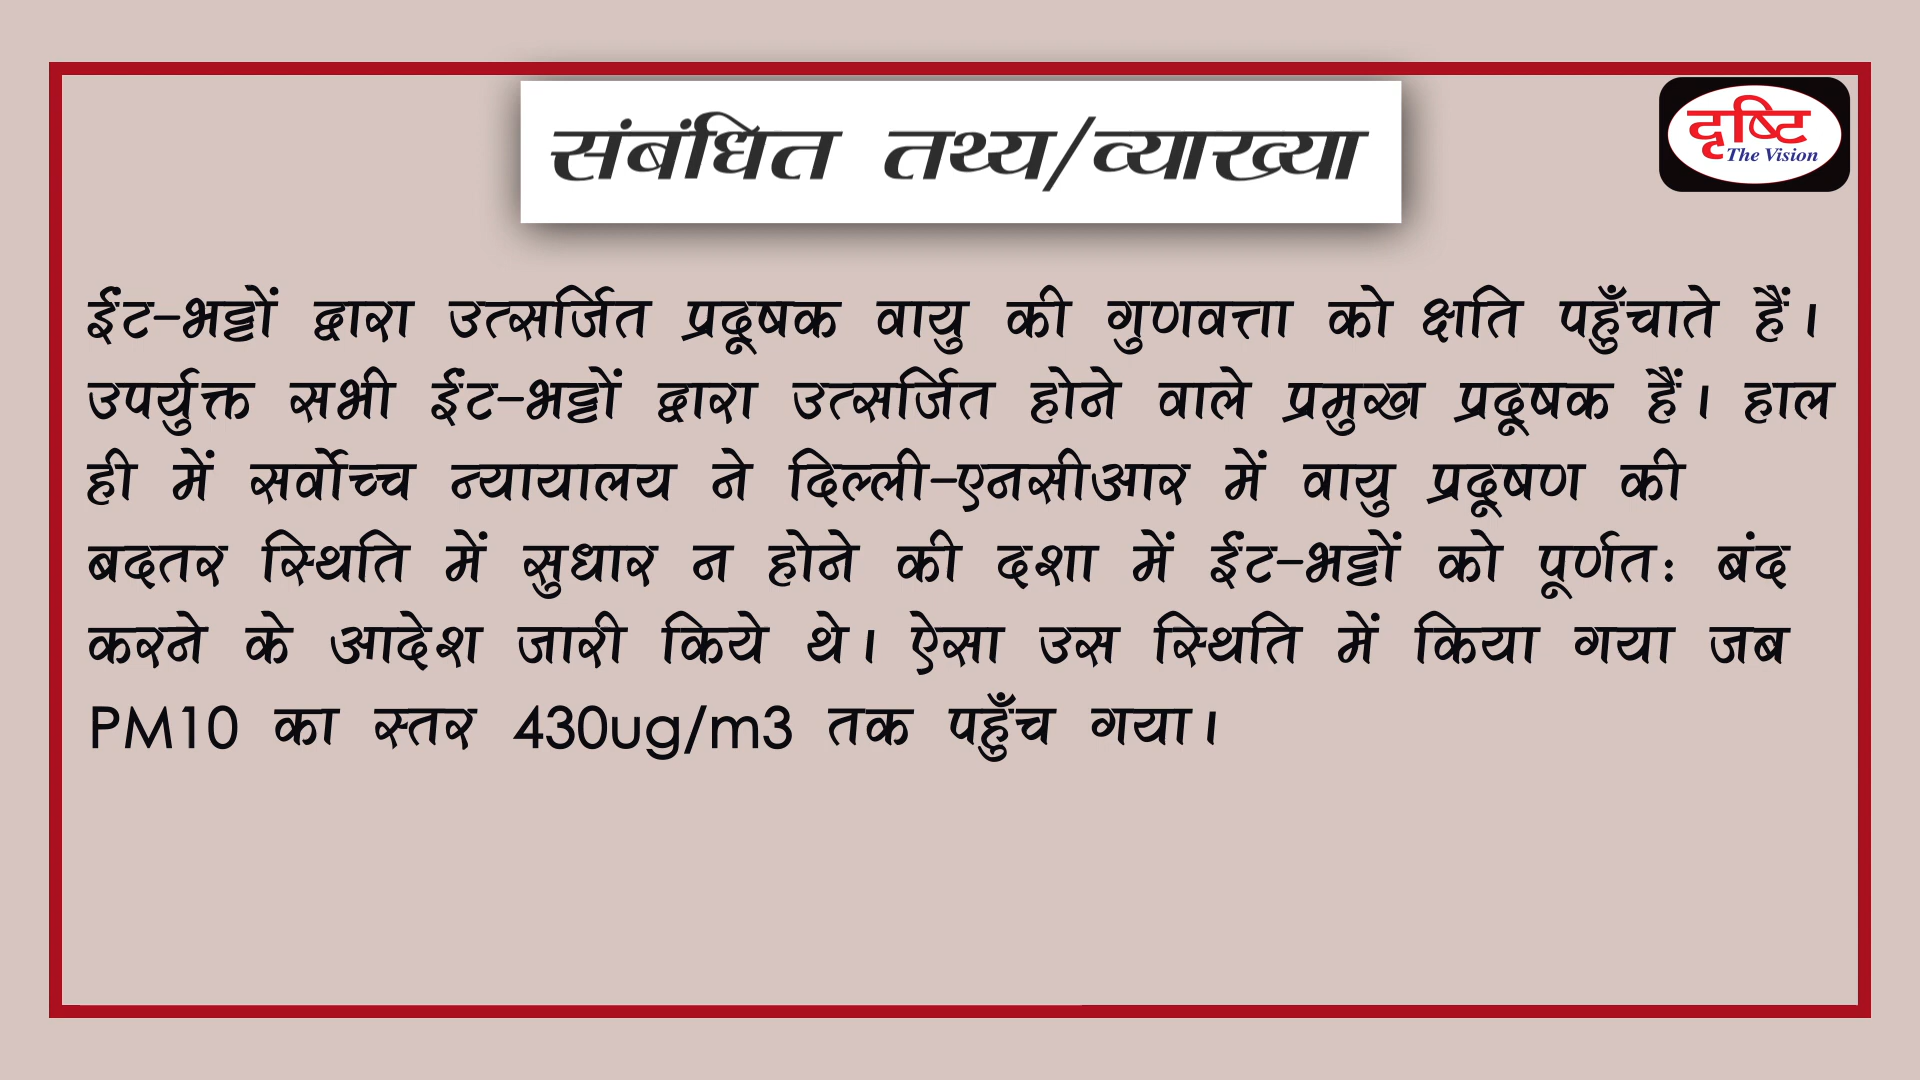 संबंधित तथ्य/व्याख्या
दृष्टि
The Vision
ईंट-भट्ठों द्वारा उत्सर्जित प्रदूषक वायु की गुणवत्ता को क्षति पहुँचाते हैं।
उपर्युक्त सभी ईंट-भट्ठों द्वारा उत्सर्जित होने वाले प्रमुख प्रदूषक हैं। हाल
ही में सर्वोच्च न्यायालय ने दिल्ली-एनसीआर में वायु प्रदूषण की
बदतर स्थिति में सुधार न होने की दशा में ईंट-भट्ठों को पूर्णतः बंद
करने के आदेश जारी किये थे। ऐसा उस स्थिति में किया गया जब
PM10 का स्तर 430ug/m3 तक पहुँच गया।